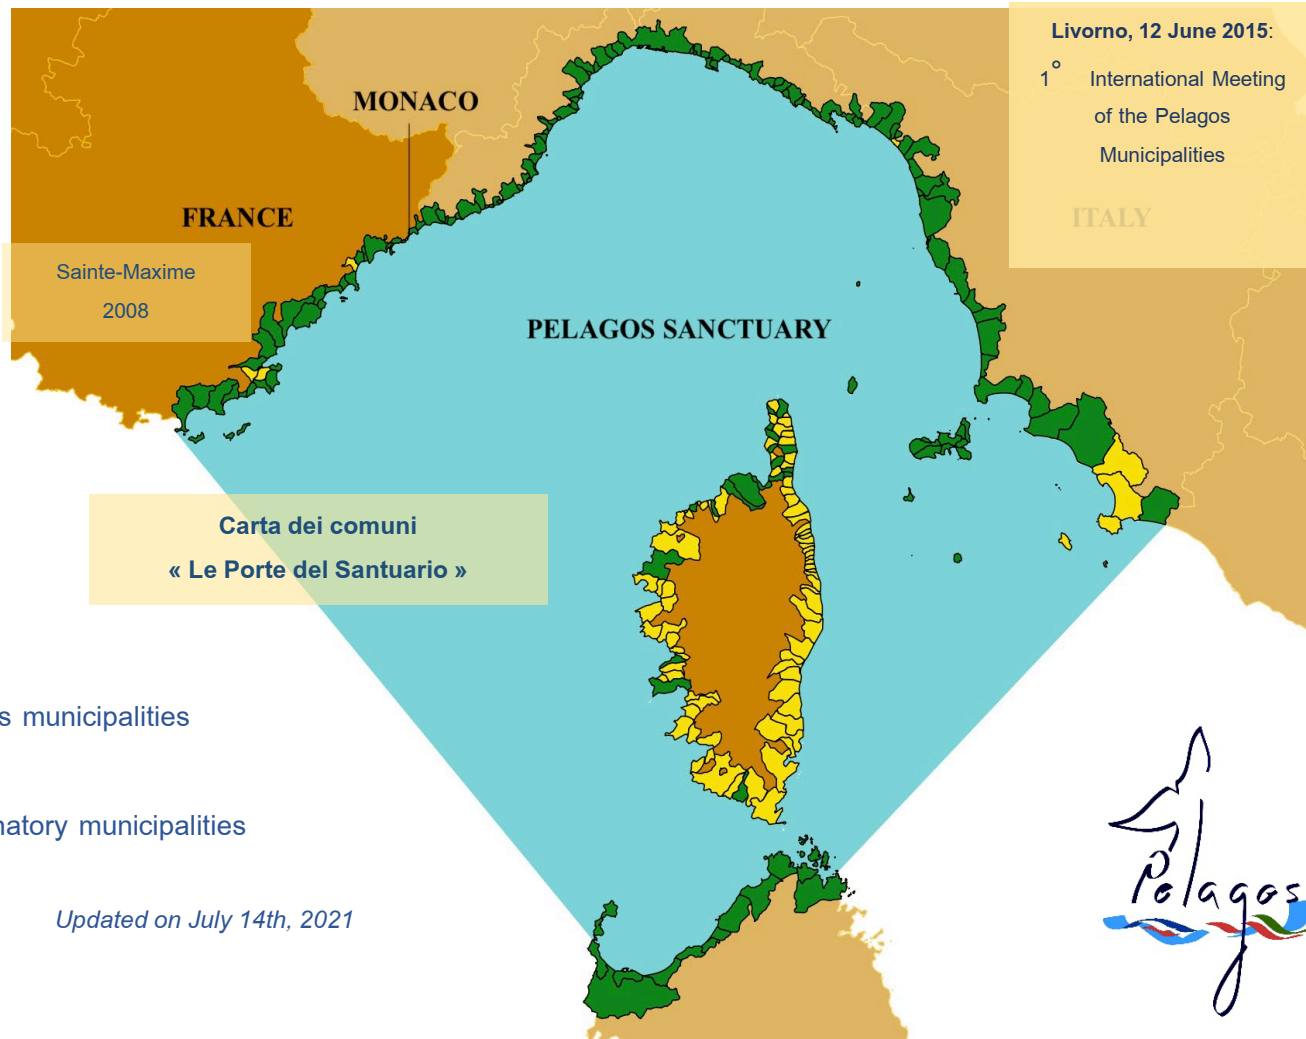 Livorno, 12 June 2015:
1° International Meeting
of the Pelagos
Municipalities
MONACO
FRANCE
ITALY
Sainte-Maxime
2008
PELAGOS SANCTUARY
Carta dei comuni
« Le Porte del Santuario »
s municipalities
natory municipalities
Updated on July 14th, 2021
Pelagos